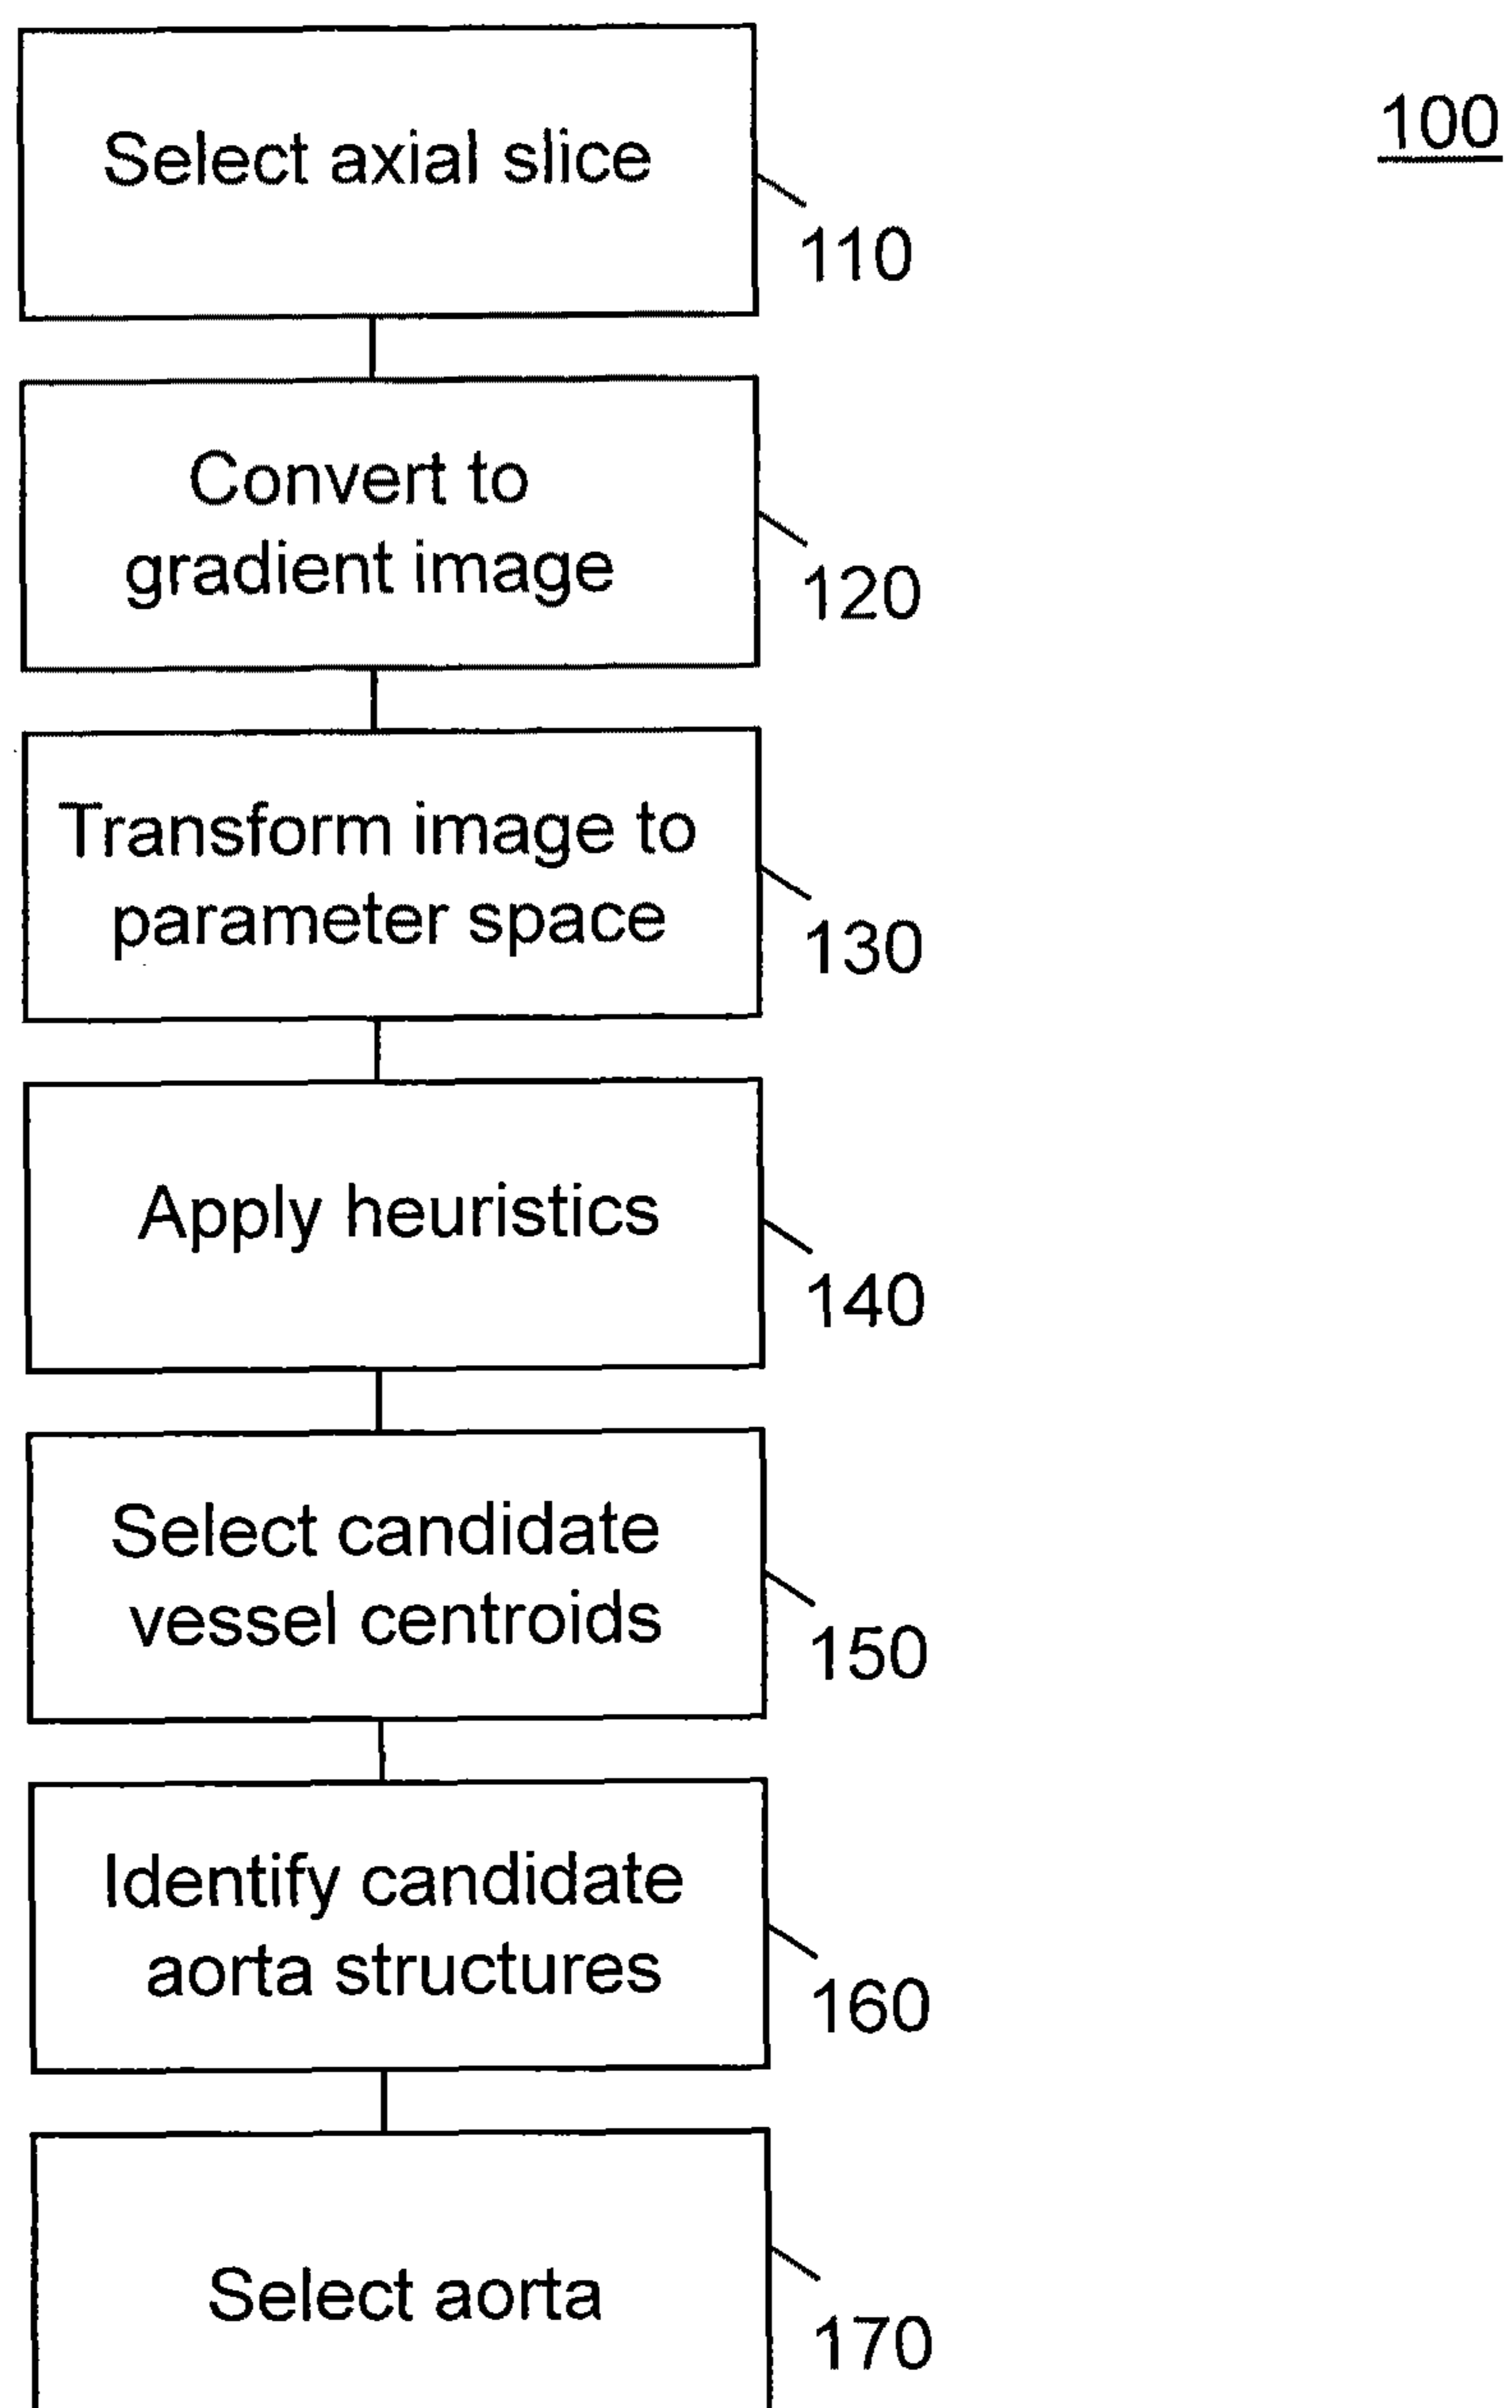 100
Select axial slice
110
Convert to
gradient image
120
Transform image to
parameter space
130
Apply heuristics
140
Select candidate
vessel centroids
150
Identify candidate
aorta structures
160
Select aorta
170